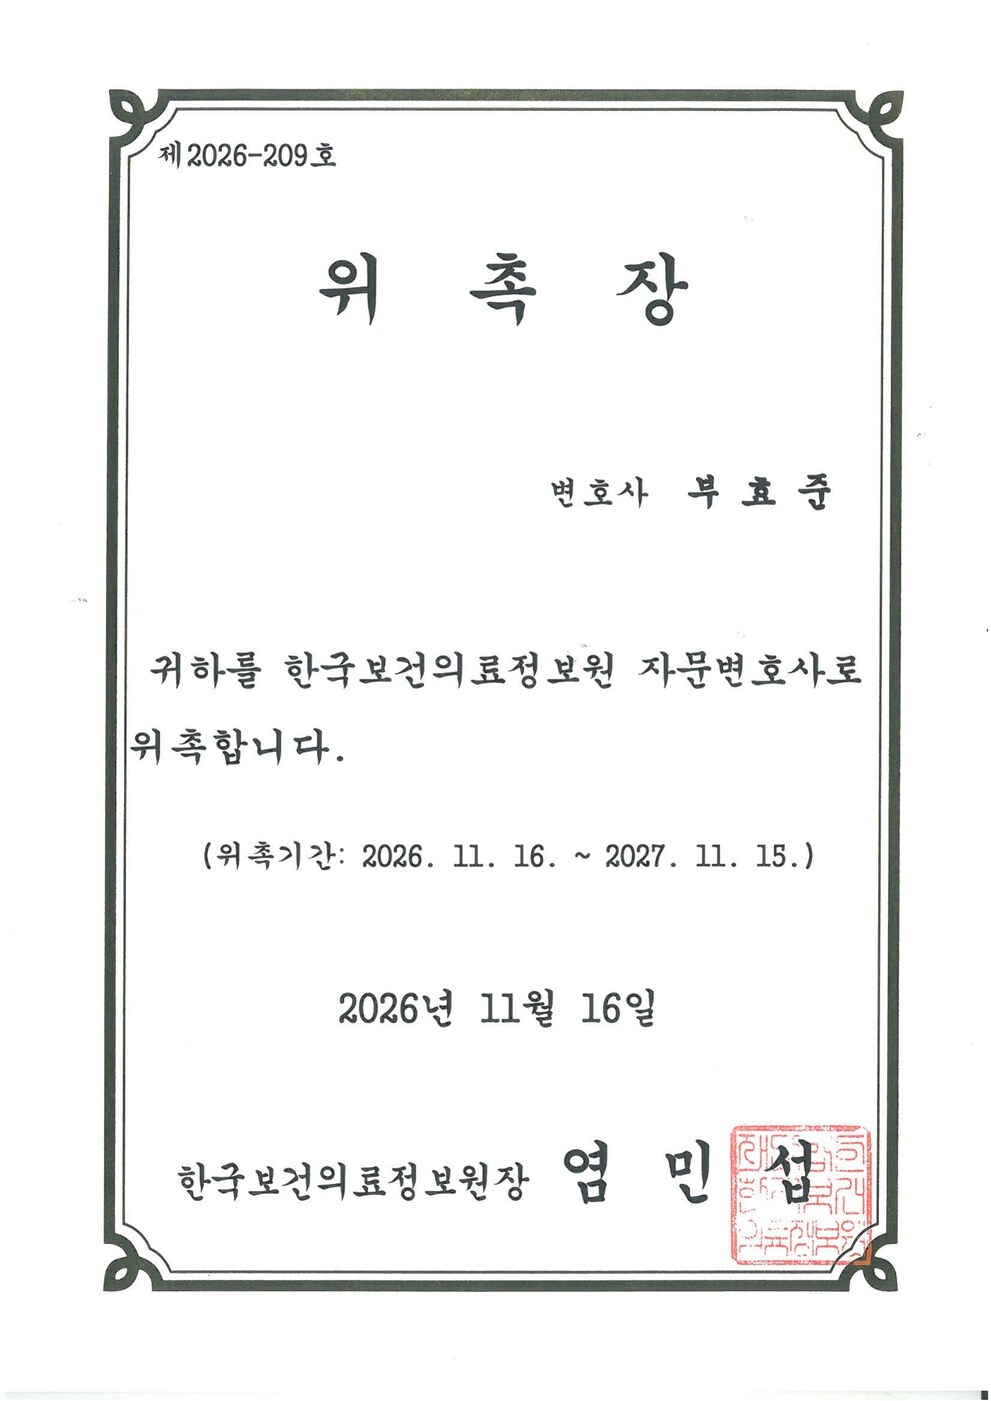 제2026-209호
위 촉 장
변호사 부 효 준
귀하를 한국보건의료정보원 자문변호사로
위촉합니다.
(위촉기간: 2026. 11. 16. ~ 2027. 11. 15.)
2026년 11월 16일
한국보건의료정보원장 염 민 섭